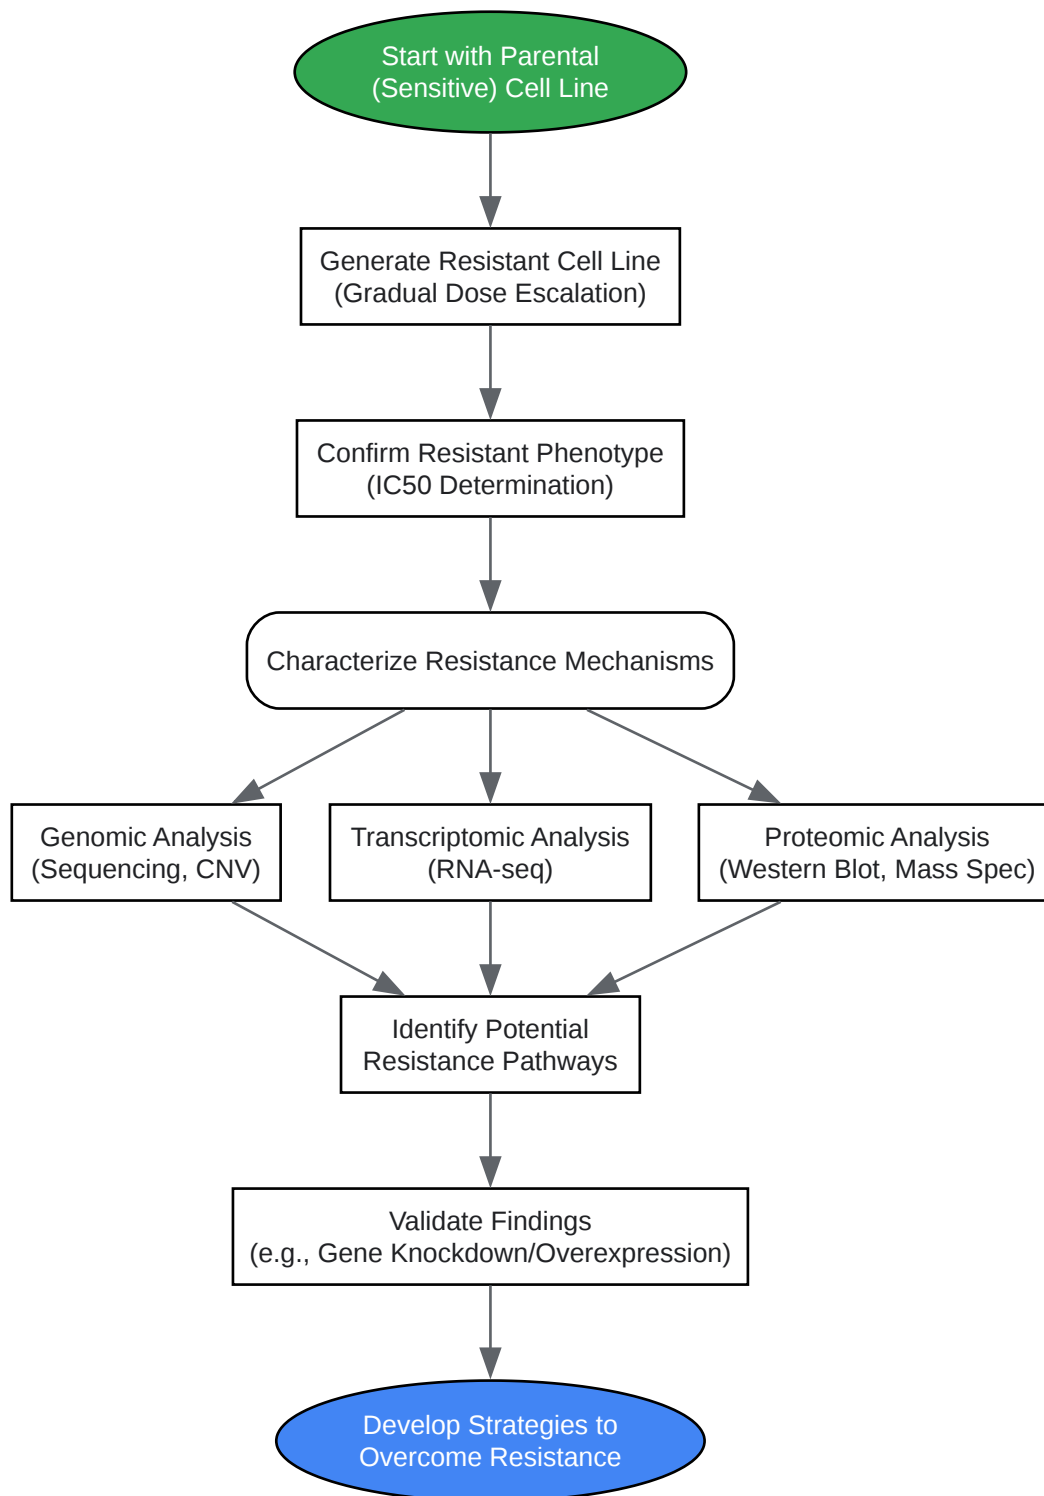 Start with Parental
(Sensitive) Cell Line
Generate Resistant Cell Line
(Gradual Dose Escalation)
Confirm Resistant Phenotype
(IC50 Determination)
Characterize Resistance Mechanisms
Genomic Analysis
(Sequencing, CNV)
Transcriptomic Analysis
(RNA-seq)
Proteomic Analysis
(Western Blot, Mass Spec)
Identify Potential
Resistance Pathways
Validate Findings
(e.g., Gene Knockdown/Overexpression)
Develop Strategies to
Overcome Resistance